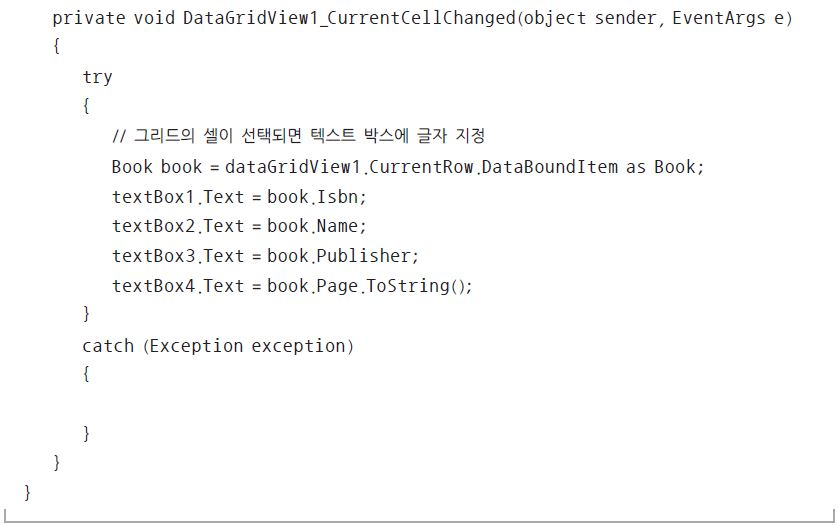 private void DataGridView1_CurrentCellChanged(object sender, EventArgs e)
{
try
{
// 그리드의 셀이 선택되면 텍스트 박스에 글자 지정
Book book = dataGridView1.CurrentRow.DataBoundItem as Book;
textBox1.Text = book.Isbn;
textBox2.Text = book.Name;
textBox3.Text = book.Publisher;
textBox4.Text = book.Page.ToString();
}
catch (Exception exception)
{
}
}
}